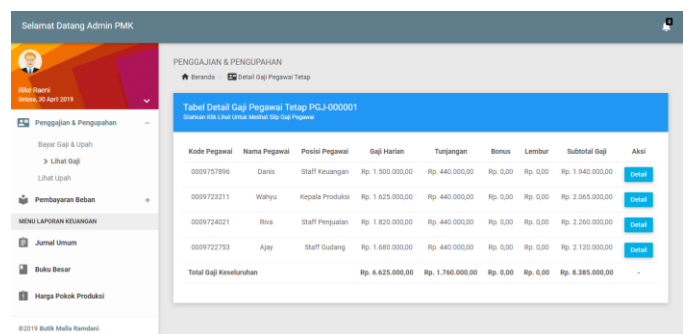 Selamat Datang Admin PMK
0
Rike Raeni
Selasa, 30 April 2019
Penggajian & Pengupahan
Bayar Gaji & Upah
> Lihat Gaji
Lihat Upah
Pembayaran Beban
MENU LAPORAN KEUANGAN
Jurnal Umum
Buku Besar
Harga Pokok Produksi
©2019 Butik Malla Ramdani.
PENGGAJIAN & PENGUPAHAN
Beranda Detail Gaji Pegawai Tetap
Tabel Detail Gaji Pegawai Tetap PGJ-000001
Silahkan Klik Lihat Untuk Melihat Slip Gaji Pegawai
Kode Pegawai Nama Pegawai Posisi Pegawai Gaji Harian Tunjangan Bonus Lembur Subtotal Gaji Aksi
0009757896 Danis Staff Keuangan Rp. 1.500.000,00 Rp. 440.000,00 Rp. 0,00 Rp. 0,00 Rp. 1.940.000,00 Detail
0009723211 Wahyu Kepala Produksi Rp. 1.625.000,00 Rp. 440.000,00 Rp. 0,00 Rp. 0,00 Rp. 2.065.000,00 Detail
0009724021 Riva Staff Penjualan Rp. 1.820.000,00 Rp. 440.000,00 Rp. 0,00 Rp. 0,00 Rp. 2.260.000,00 Detail
0009722753 Ajay Staff Gudang Rp. 1.680.000,00 Rp. 440.000,00 Rp. 0,00 Rp. 0,00 Rp. 2.120.000,00 Detail
Total Gaji Keseluruhan Rp. 6.625.000,00 Rp. 1.760.000,00 Rp. 0,00 Rp. 0,00 Rp. 8.385.000,00 -